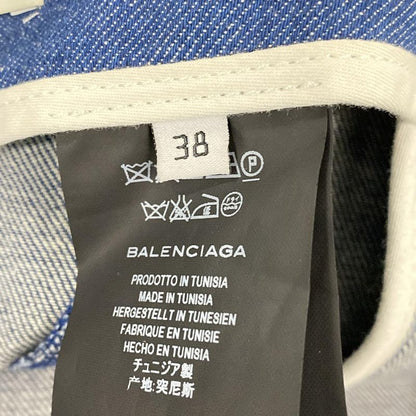 38
P
BALENCIAGA
PRODOTTO IN TUNISIA
MADE IN TUNISIA
HERGESTELLT IN TUNESIEN
FABRIQUE EN TUNISIE
HECHO EN TUNISIA
チュニジア製
产地:突尼斯